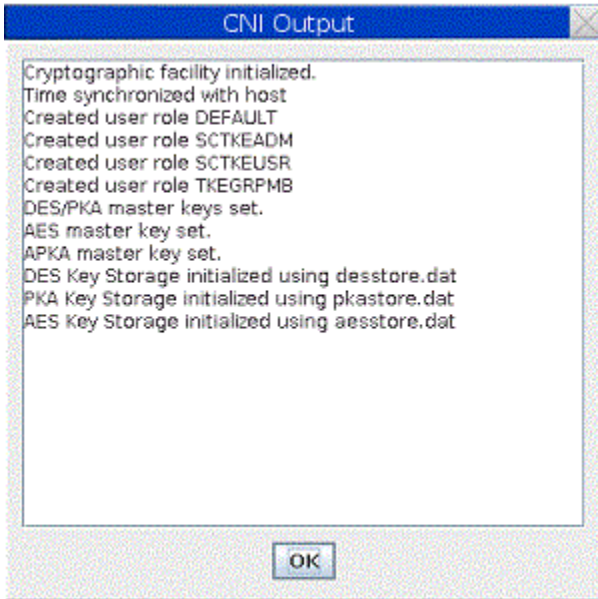 CNI Output
Cryptographic facility initialized.
Time synchronized with host
Created user role DEFAULT
Created user role SCTKEADM
Created user role SCTKEUSR
Created user role TKEGRPMB
DES/PKA master keys set.
AES master key set.
APKA master key set.
DES Key Storage initialized using desstore.dat
PKA Key Storage initialized using pkastore.dat
AES Key Storage initialized using aesstore.dat
OK